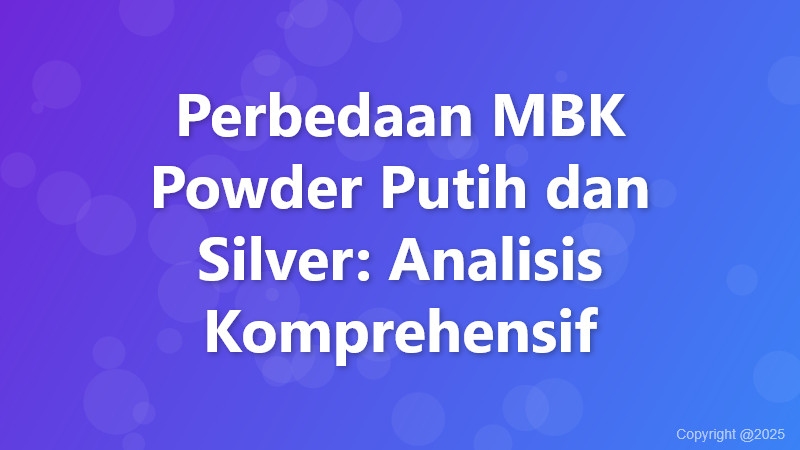 Perbedaan MBK
Powder Putih dan
Silver: Analisis
Komprehensif
Copyright @2025